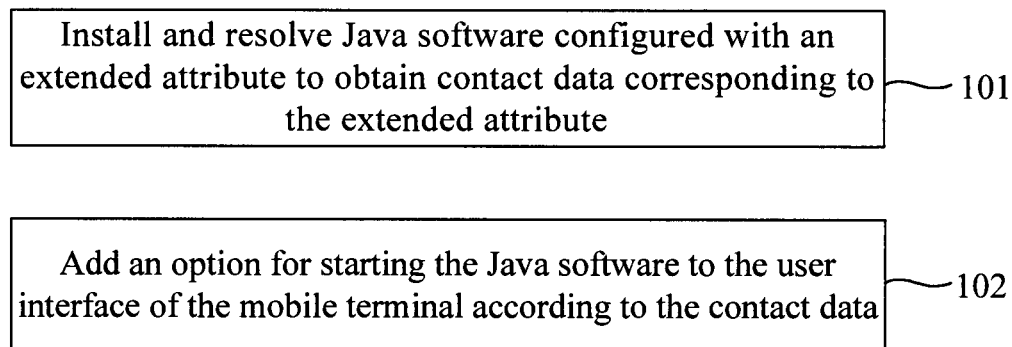 Install and resolve Java software configured with an
extended attribute to obtain contact data corresponding to
the extended attribute
101
Add an option for starting the Java software to the user
interface of the mobile terminal according to the contact data
102